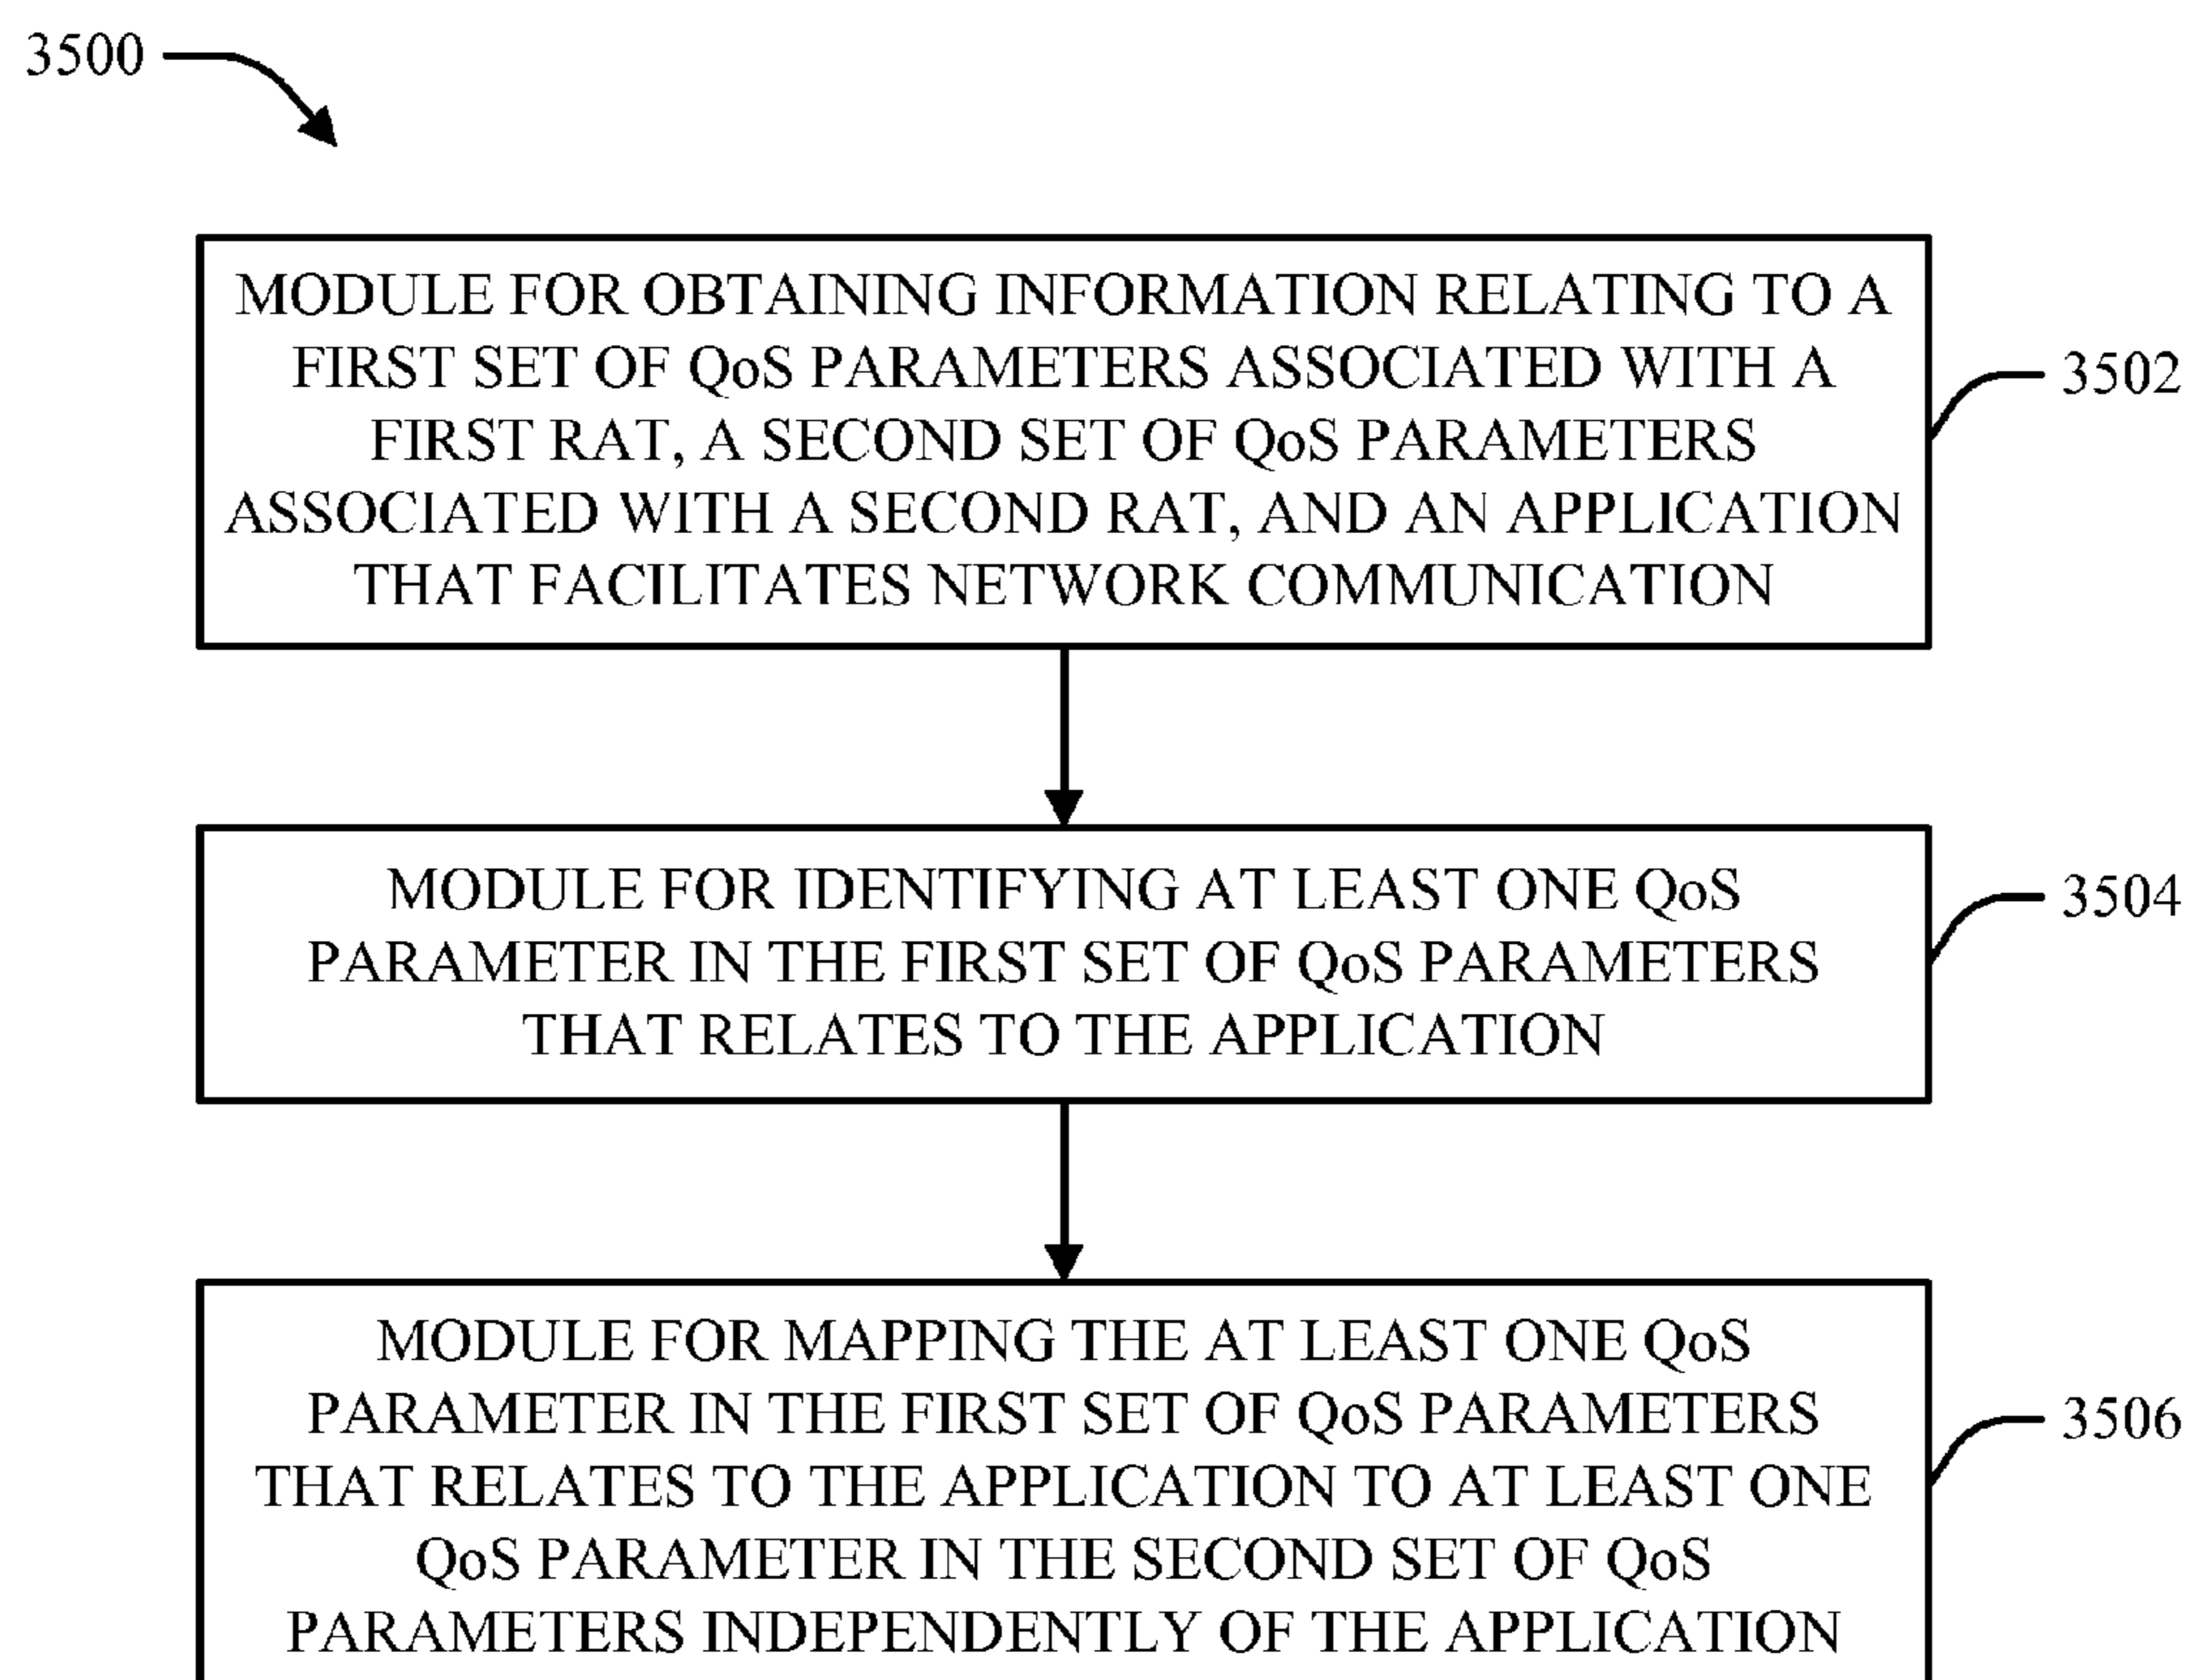 3500
MODULE FOR OBTAINING INFORMATION RELATING TO A
FIRST SET OF QoS PARAMETERS ASSOCIATED WITH A
FIRST RAT, A SECOND SET OF QoS PARAMETERS
ASSOCIATED WITH A SECOND RAT, AND AN APPLICATION
THAT FACILITATES NETWORK COMMUNICATION
3502
MODULE FOR IDENTIFYING AT LEAST ONE QoS
PARAMETER IN THE FIRST SET OF QoS PARAMETERS
THAT RELATES TO THE APPLICATION
3504
MODULE FOR MAPPING THE AT LEAST ONE QoS
PARAMETER IN THE FIRST SET OF QoS PARAMETERS
THAT RELATES TO THE APPLICATION TO AT LEAST ONE
QoS PARAMETER IN THE SECOND SET OF QoS
PARAMETERS INDEPENDENTLY OF THE APPLICATION
3506